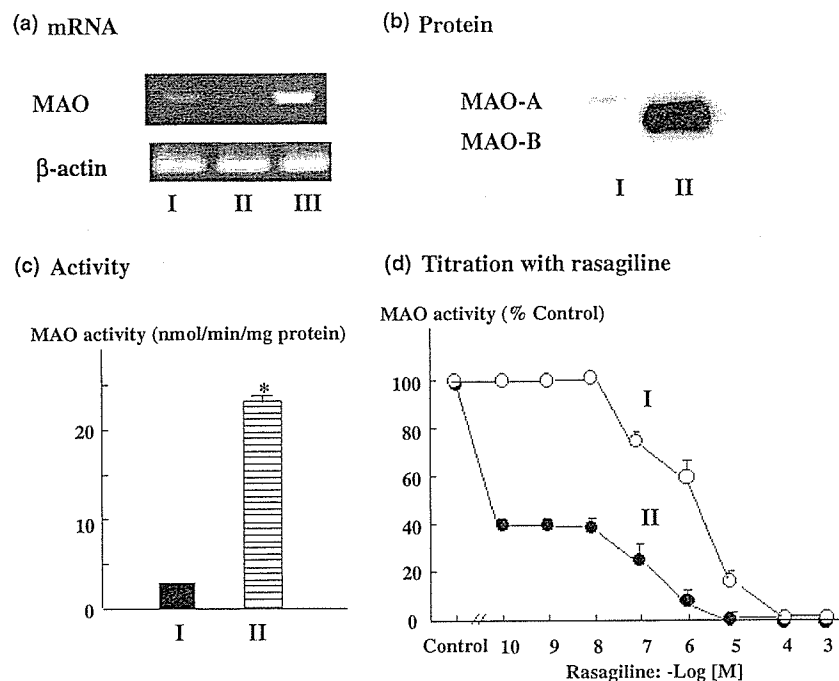 (a) mRNA
MAO
β-actin
I II III
(b) Protein
MAO-A
MAO-B
I II
(c) Activity
MAO activity (nmol/min/mg protein)
20
*
10
0
I II
(d) Titration with rasagiline
MAO activity (% Control)
100
I
80
60
II
40
20
0
Control 10 9 8 7 6 5 4 3
Rasagiline: -Log [M]